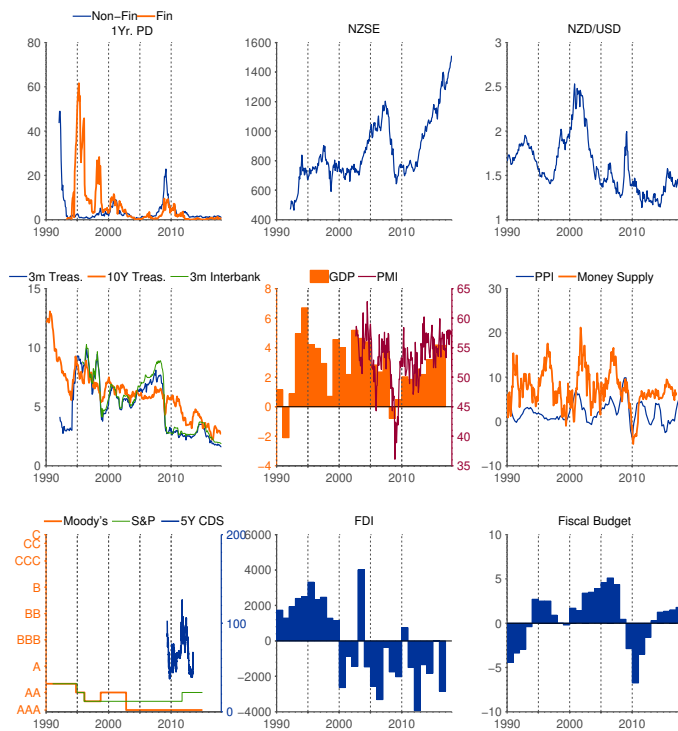 Non−Fin Fin
1Yr. PD
80
60
40
20
0
1990 2000 2010
NZSE
1600
1400
1200
1000
800
600
400
1990 2000 2010
NZD/USD
3
2.5
2
1.5
1
1990 2000 2010
3m Treas. 10Y Treas. 3m Interbank
15
10
5
0
1990 2000 2010
GDP PMI
8
6
4
2
0
−2
−4
65
60
55
50
45
40
35
1990 2000 2010
PPI Money Supply
30
20
10
0
−10
1990 2000 2010
Moody's S&P 5Y CDS
C
CC
CCC
B
BB
BBB
A
AA
AAA
200
100
0
1990 2000 2010
FDI
6000
4000
2000
0
−2000
−4000
1990 2000 2010
Fiscal Budget
10
5
0
−5
−10
1990 2000 2010